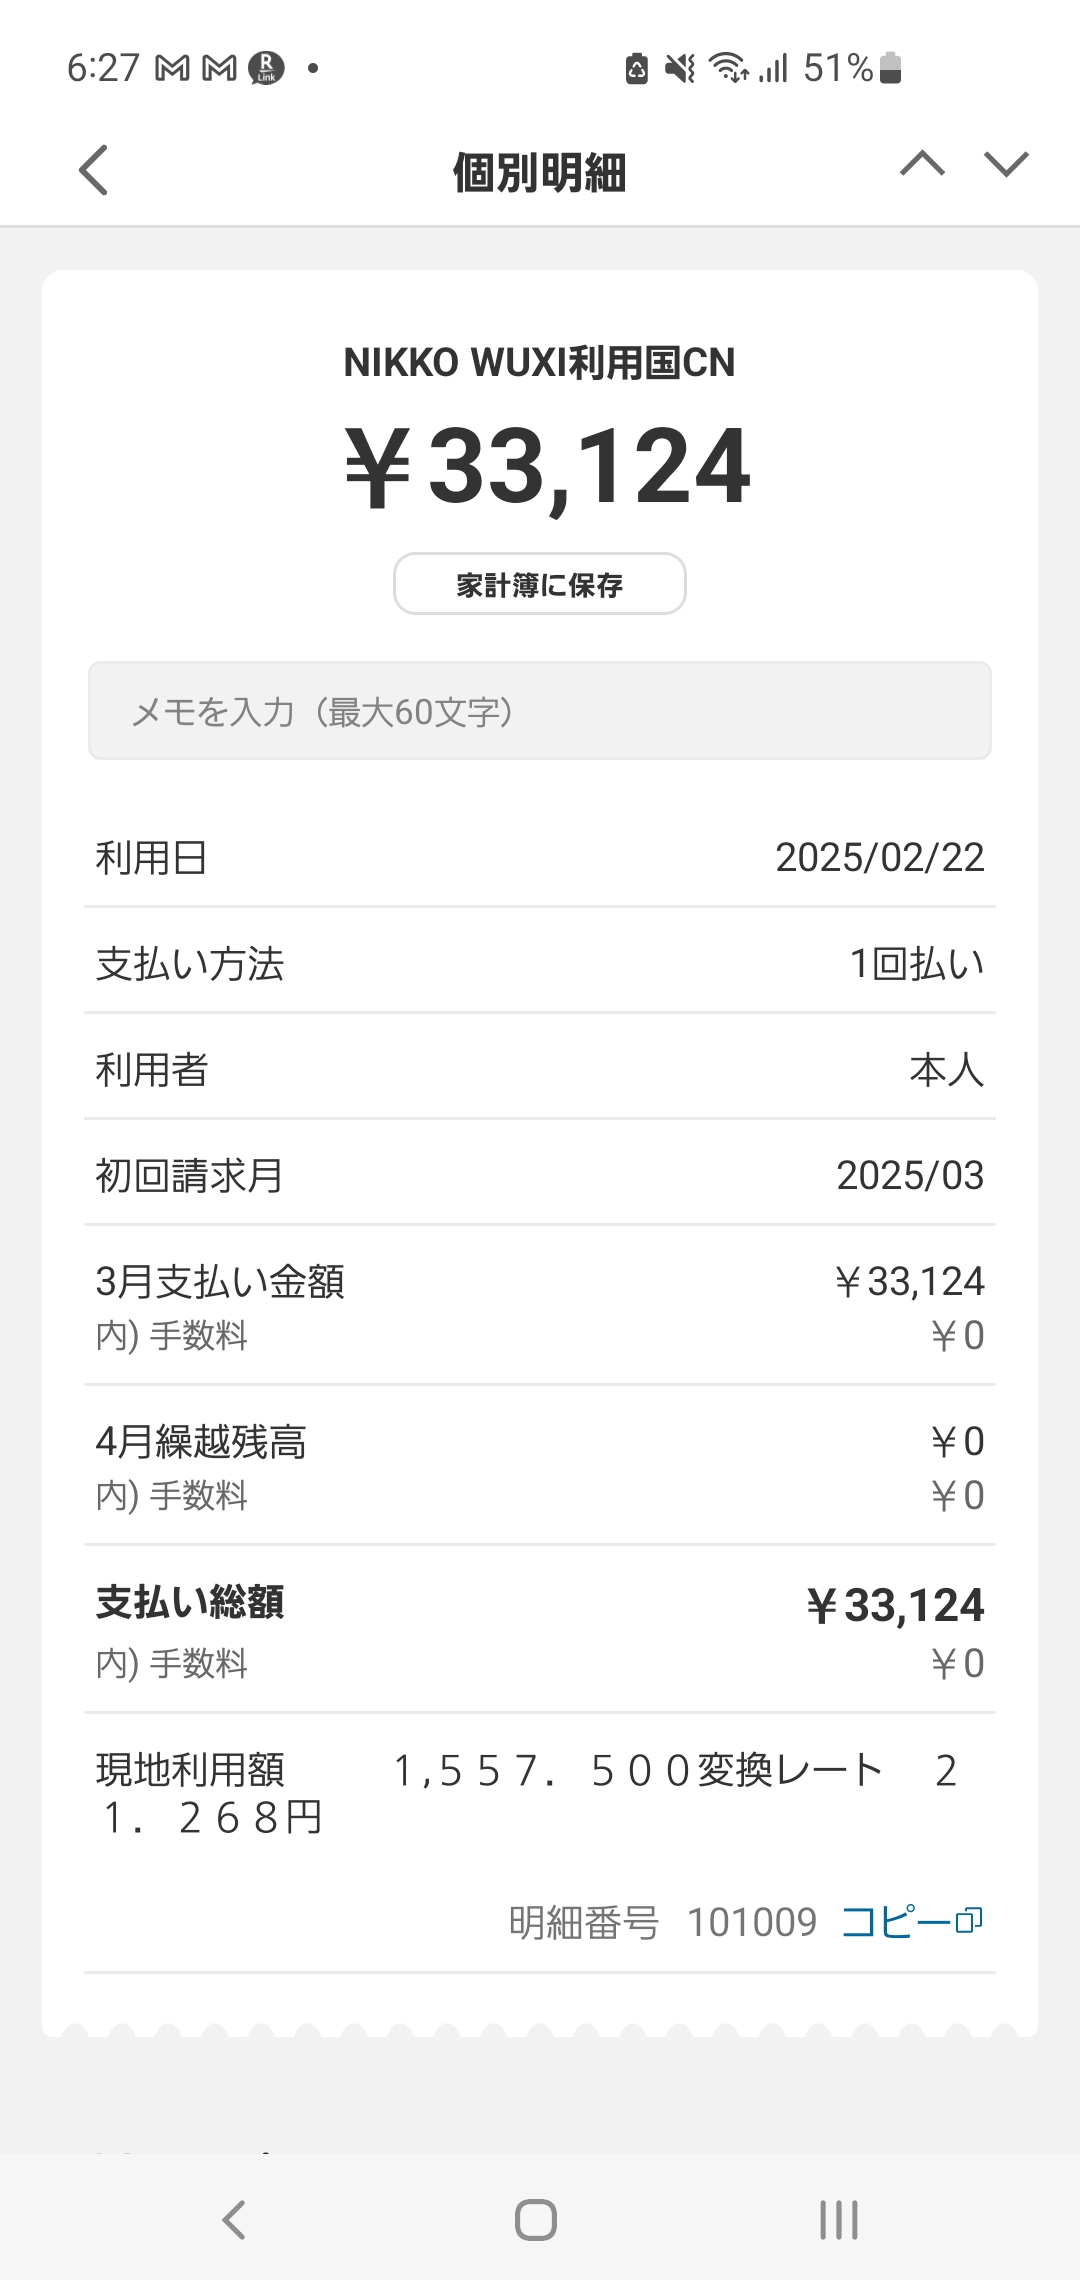 6:27 R Link • 51%
個別明細
NIKKO WUXI利用国CN
￥33,124
家計簿に保存
メモを入力（最大60文字）
利用日 2025/02/22
支払い方法 1回払い
利用者 本人
初回請求月 2025/03
3月支払い金額 ￥33,124
内) 手数料 ￥0
4月繰越残高 ￥0
内) 手数料 ￥0
支払い総額 ￥33,124
内) 手数料 ￥0
現地利用額　　１,５５７．５００変換レート　２
１．２６８円
明細番号 101009 コピー